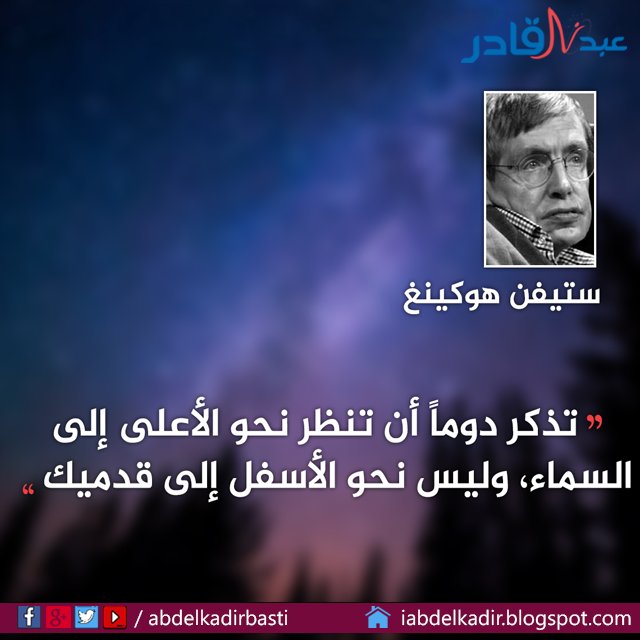 عبدالقادر
ستيفن هوكينغ
” تذكر دوماً أن تنظر نحو الأعلى إلى
السماء، وليس نحو الأسفل إلى قدميك “
/ abdelkadirbasti
iabdelkadir.blogspot.com